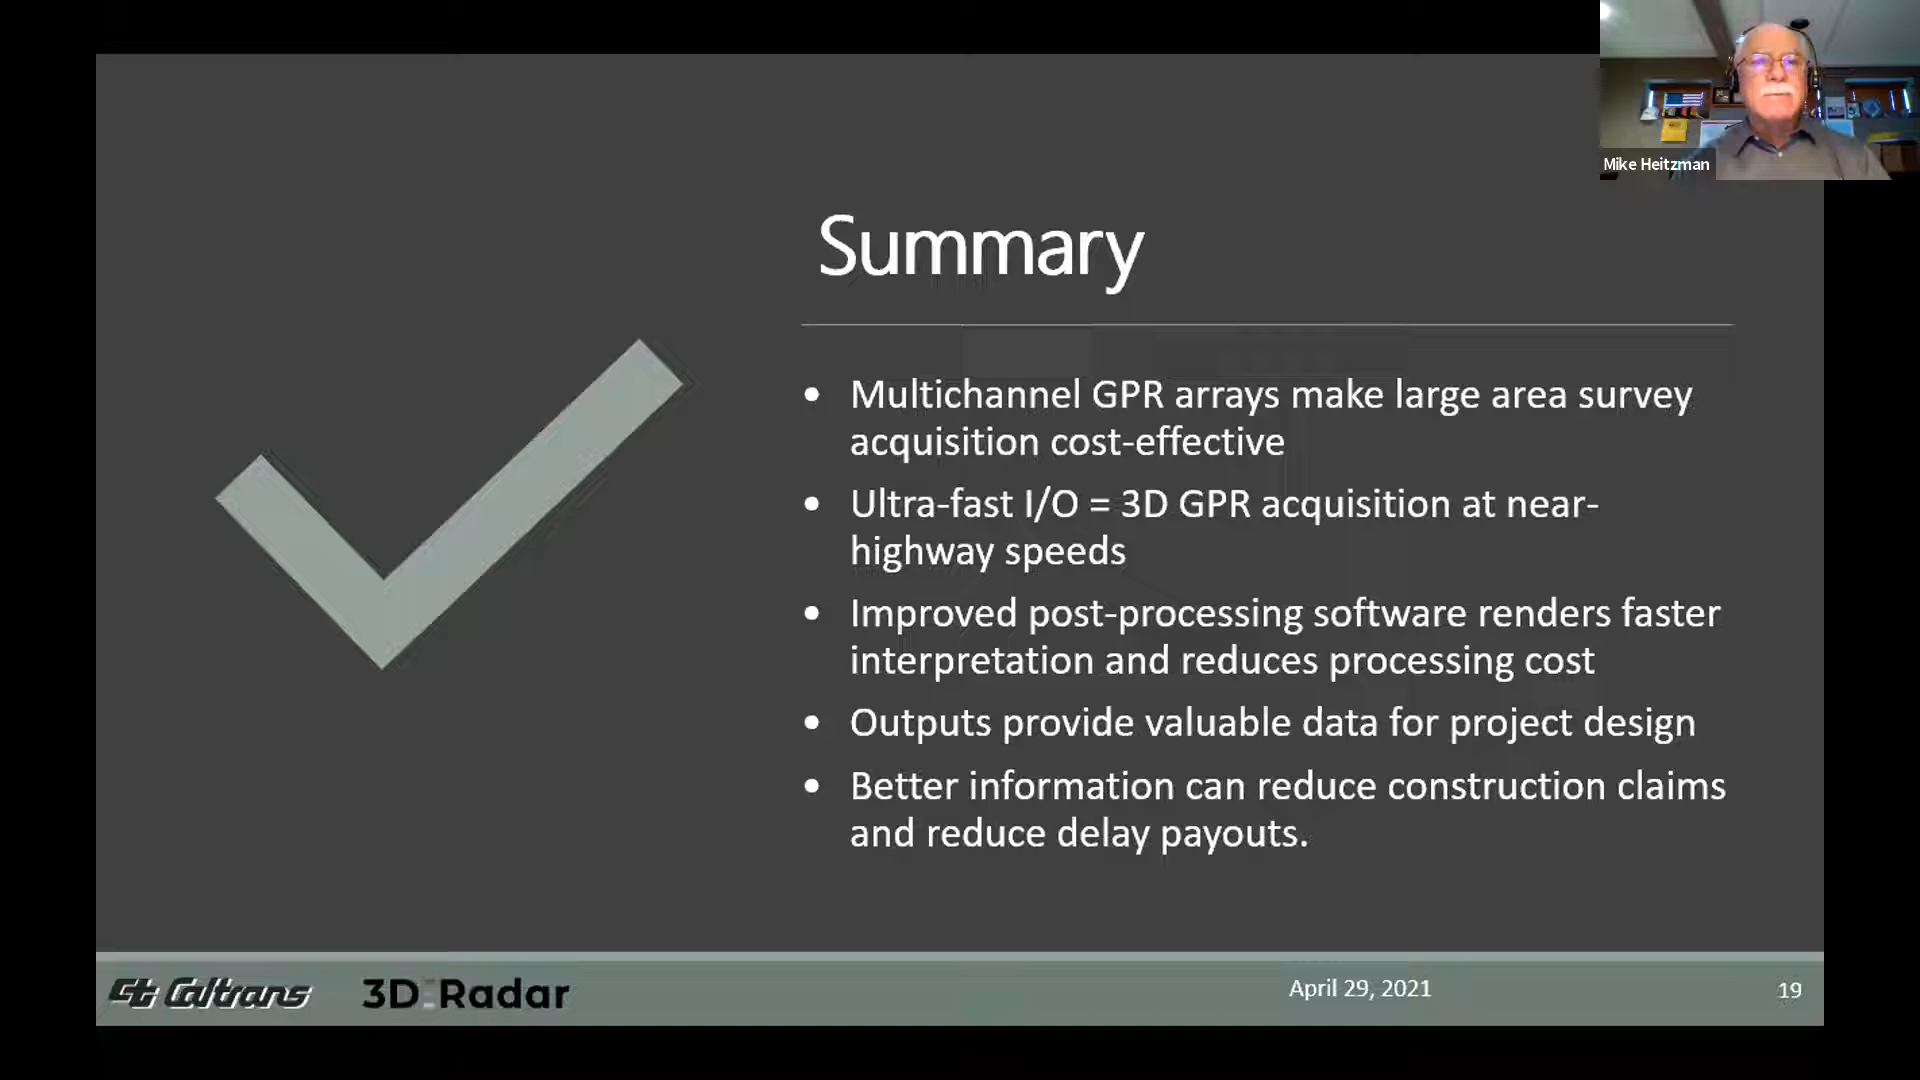 Mike Heitzman
Summary
• Multichannel GPR arrays make large area survey
acquisition cost-effective
• Ultra-fast I/O = 3D GPR acquisition at near-
highway speeds
• Improved post-processing software renders faster
interpretation and reduces processing cost
• Outputs provide valuable data for project design
• Better information can reduce construction claims
and reduce delay payouts.
Ct Caltrans
3D-Radar
April 29, 2021
19